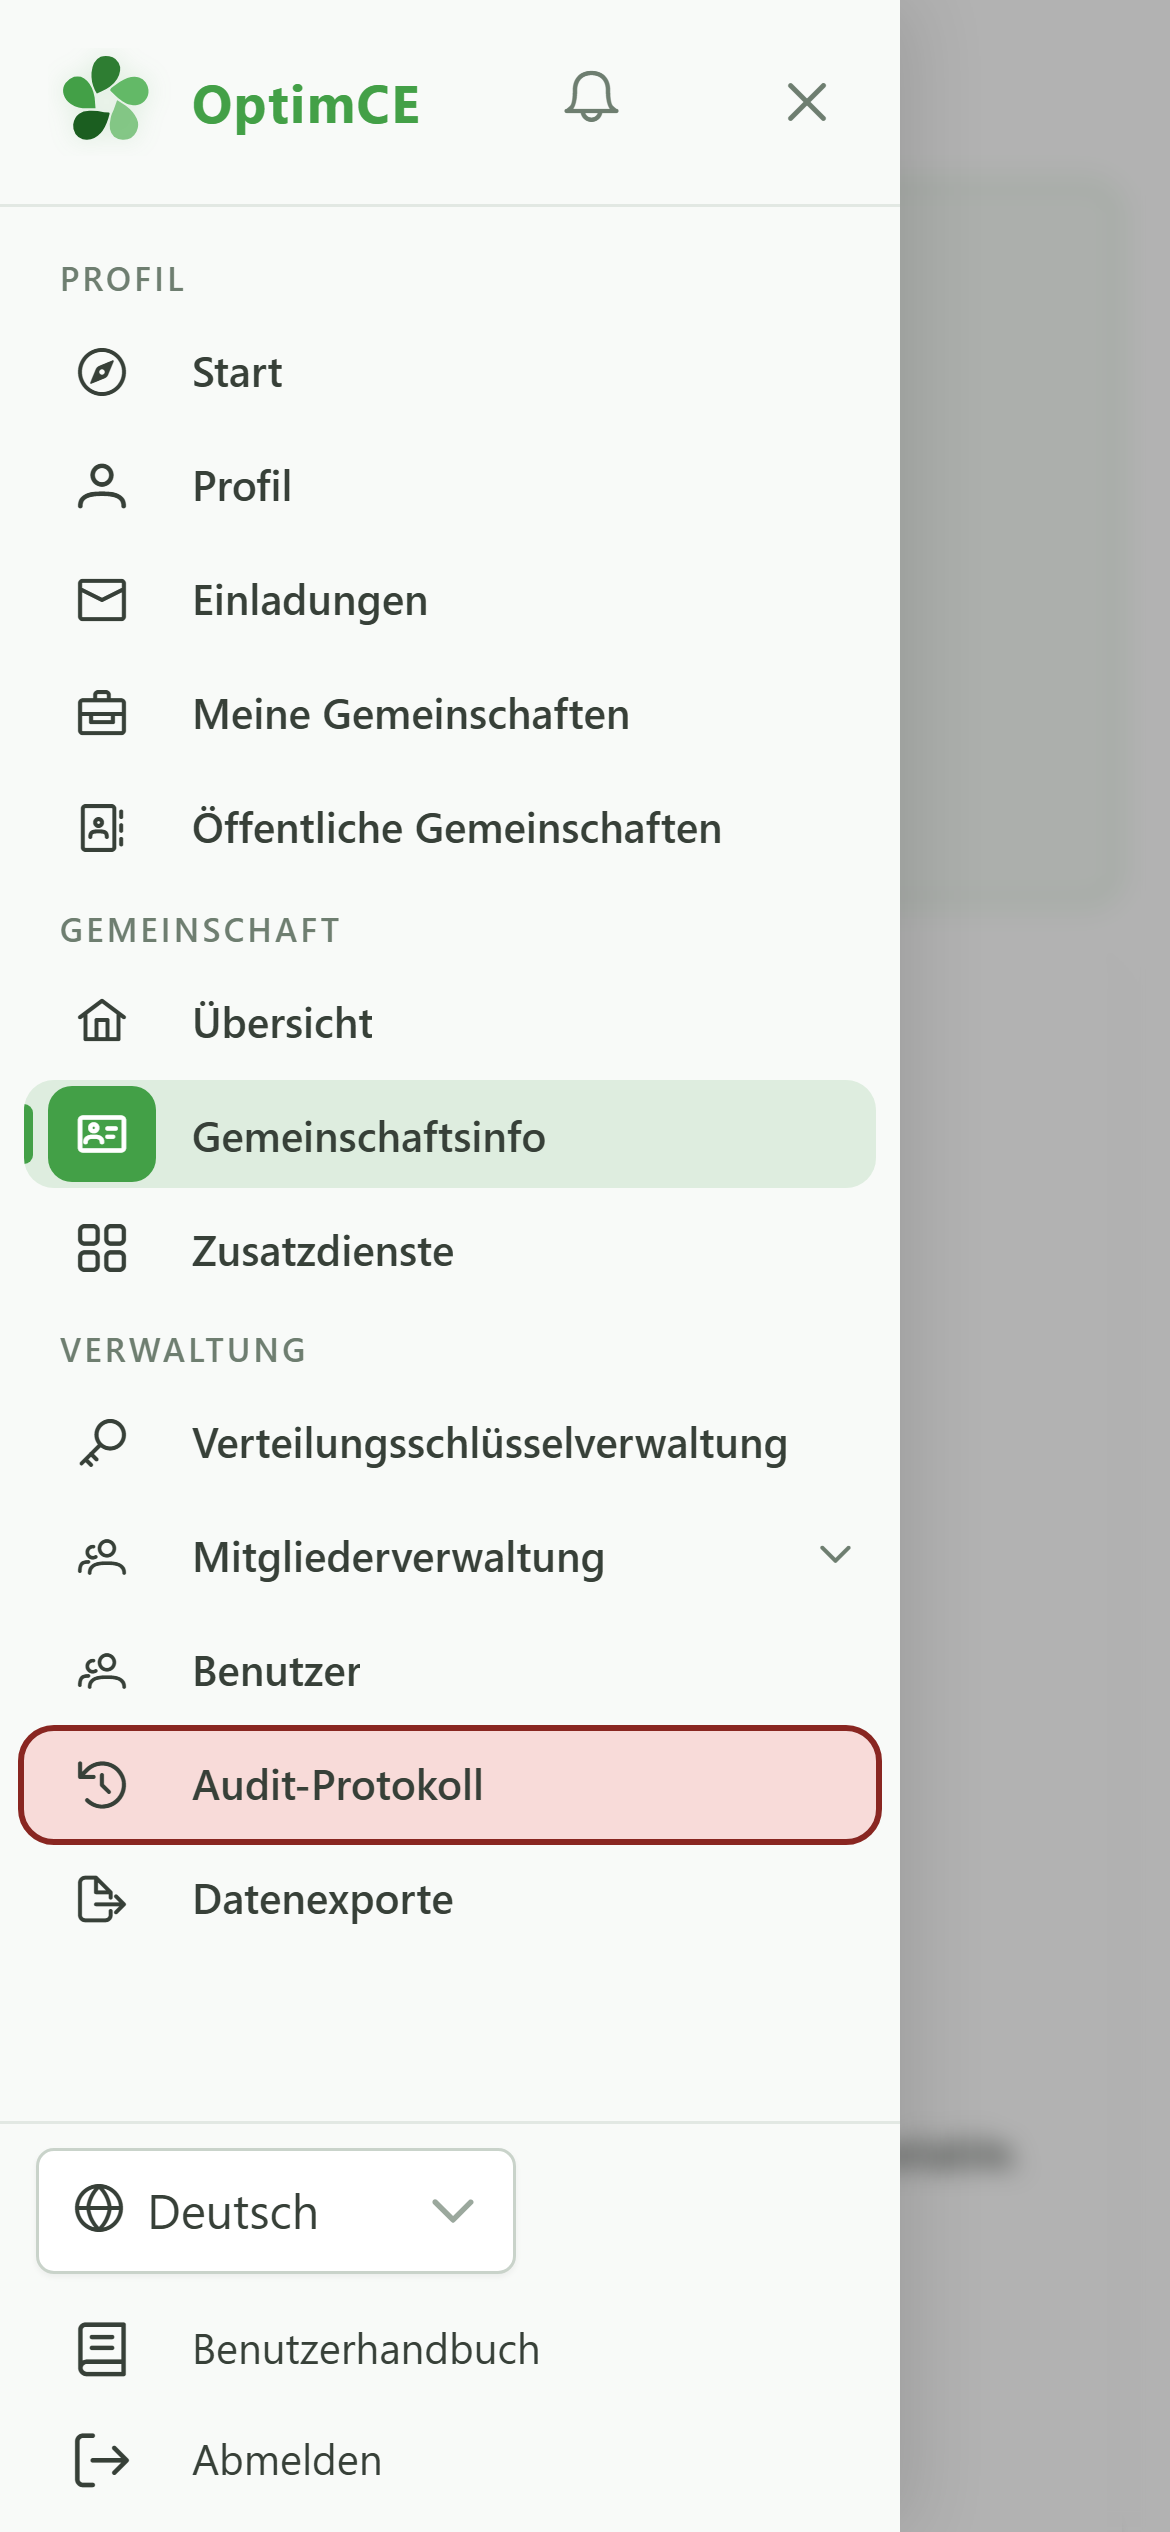 OptimCE
PROFIL
Start
Profil
Einladungen
Meine Gemeinschaften
Öffentliche Gemeinschaften
GEMEINSCHAFT
Übersicht
Gemeinschaftsinfo
Zusatzdienste
VERWALTUNG
Verteilungsschlüsselverwaltung
Mitgliederverwaltung
Benutzer
Audit-Protokoll
Datenexporte
Deutsch
Benutzerhandbuch
Abmelden